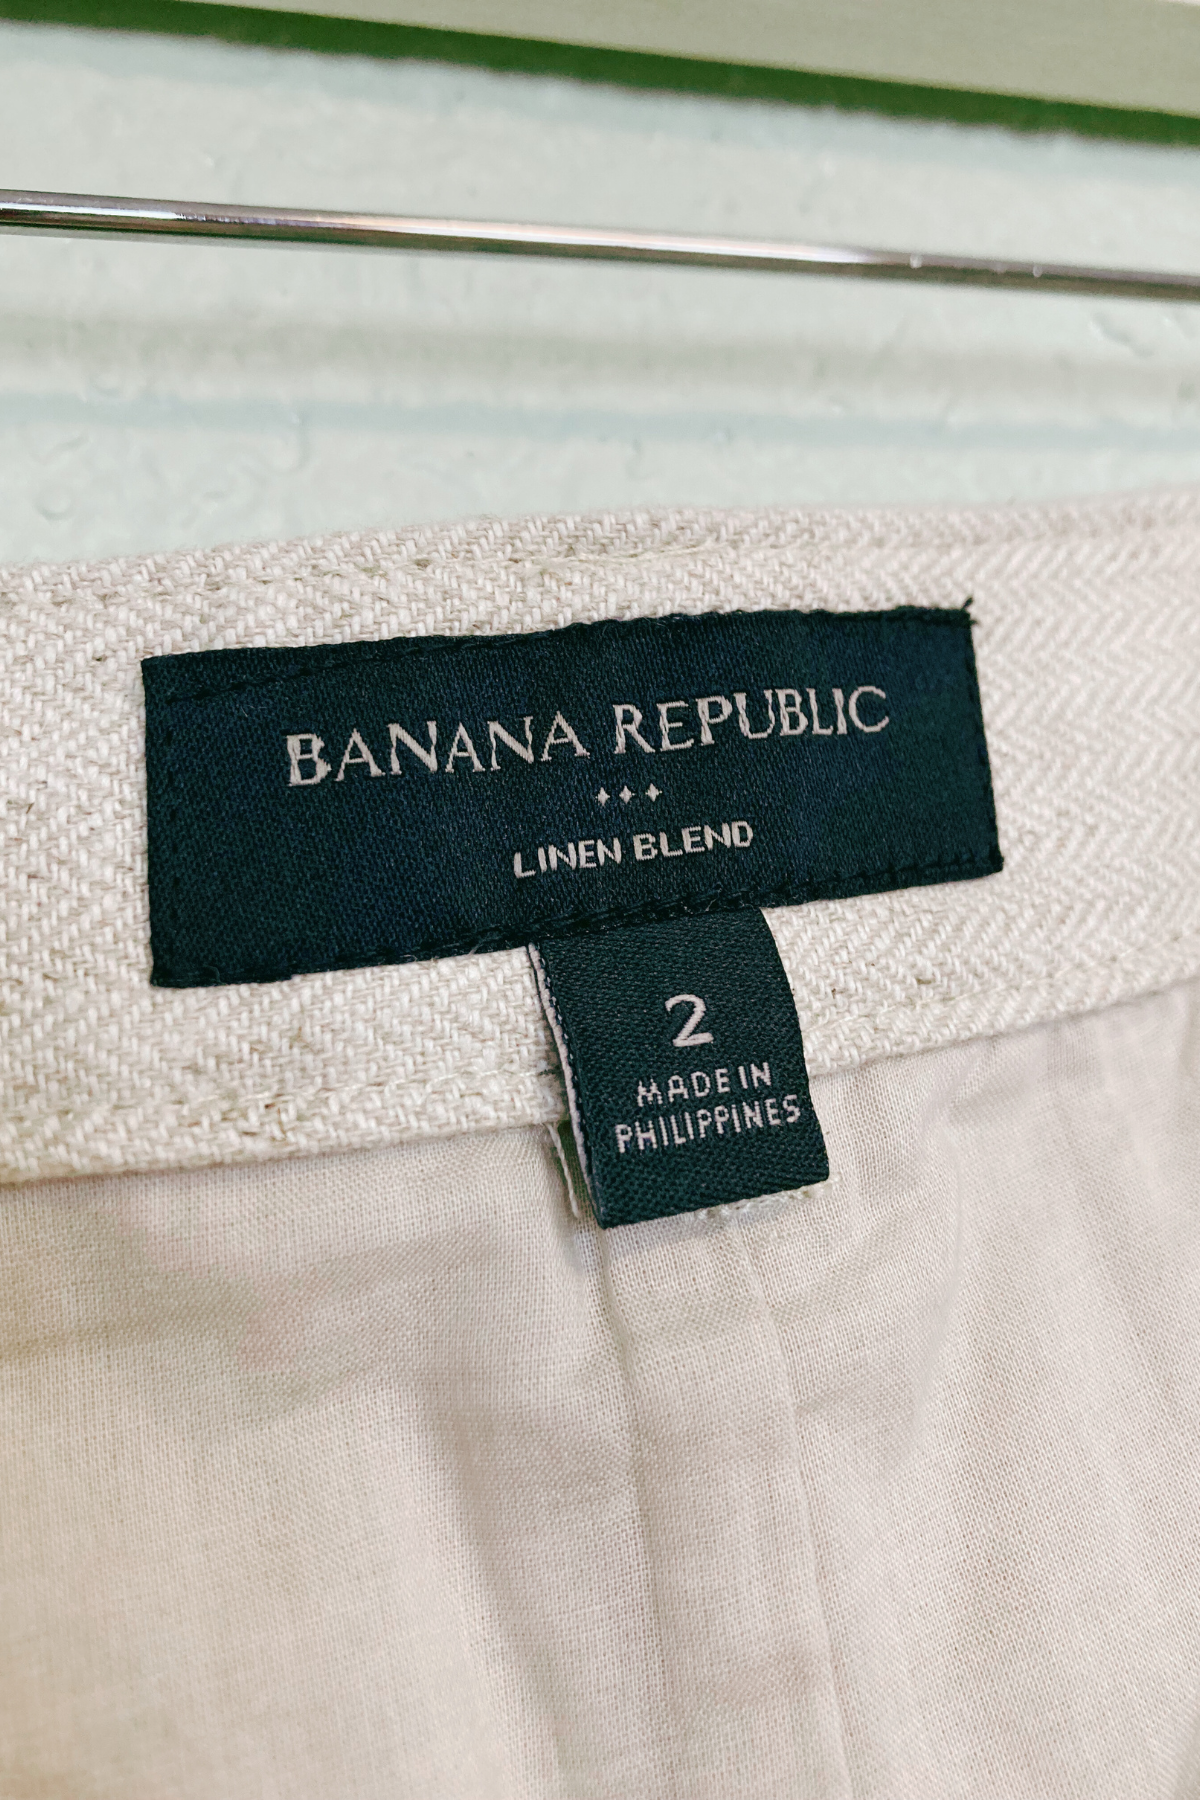 BANANA REPUBLIC
LINEN BLEND
2
MADE IN
PHILIPPINES